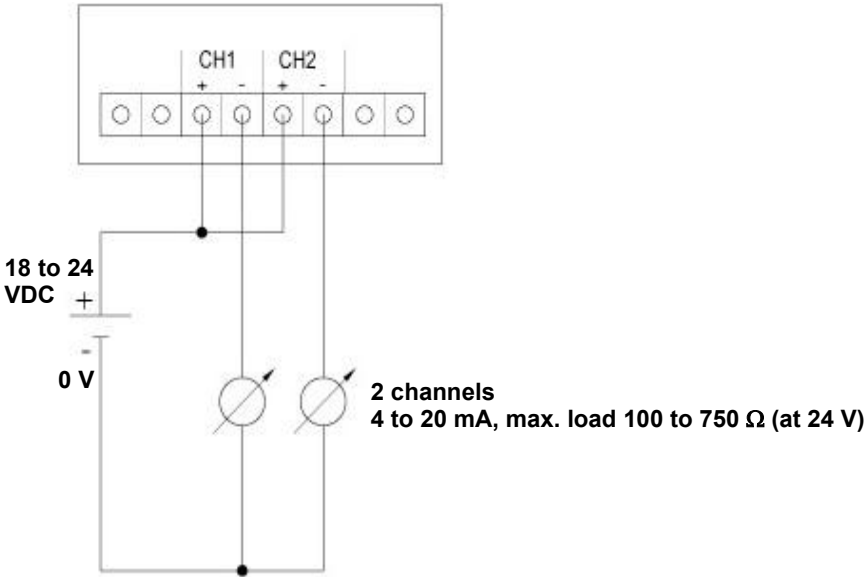 CH1 CH2
+ - + -
18 to 24
VDC +
-
0 V
2 channels
4 to 20 mA, max. load 100 to 750 Ω (at 24 V)